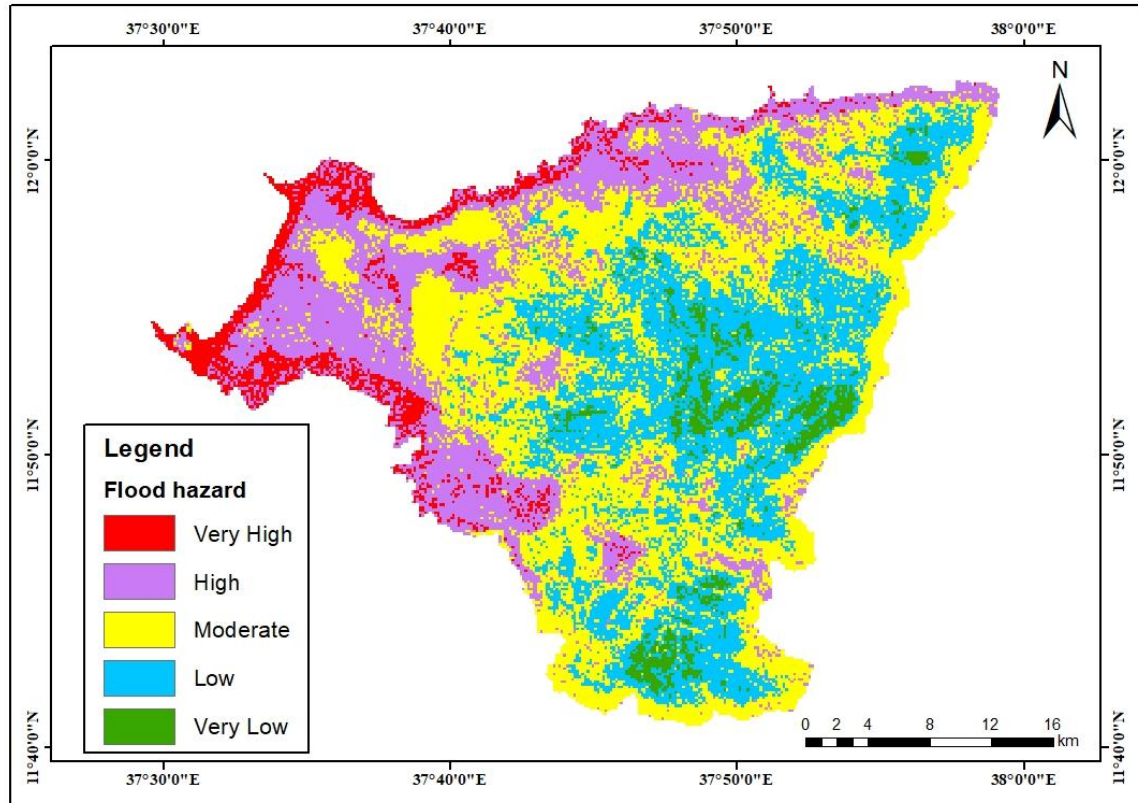 37°30'0"E 37°40'0"E 37°50'0"E 38°0'0"E
N
12°0'0"N 12°0'0"N
11°50'0"N 11°50'0"N
11°40'0"N 11°40'0"N
Legend
Flood hazard
Very High
High
Moderate
Low
Very Low
0 2 4 8 12 16
km
37°30'0"E 37°40'0"E 37°50'0"E 38°0'0"E